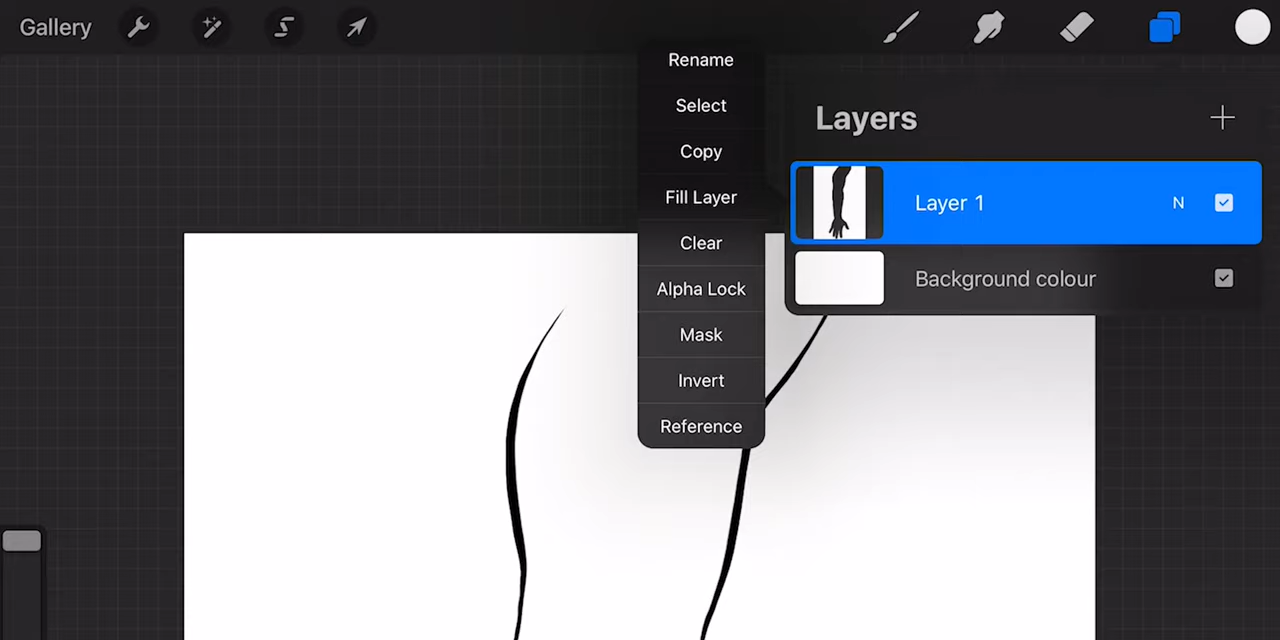 Gallery
Rename
Select
Copy
Fill Layer
Clear
Alpha Lock
Mask
Invert
Reference
Layers
Layer 1 N
Background colour